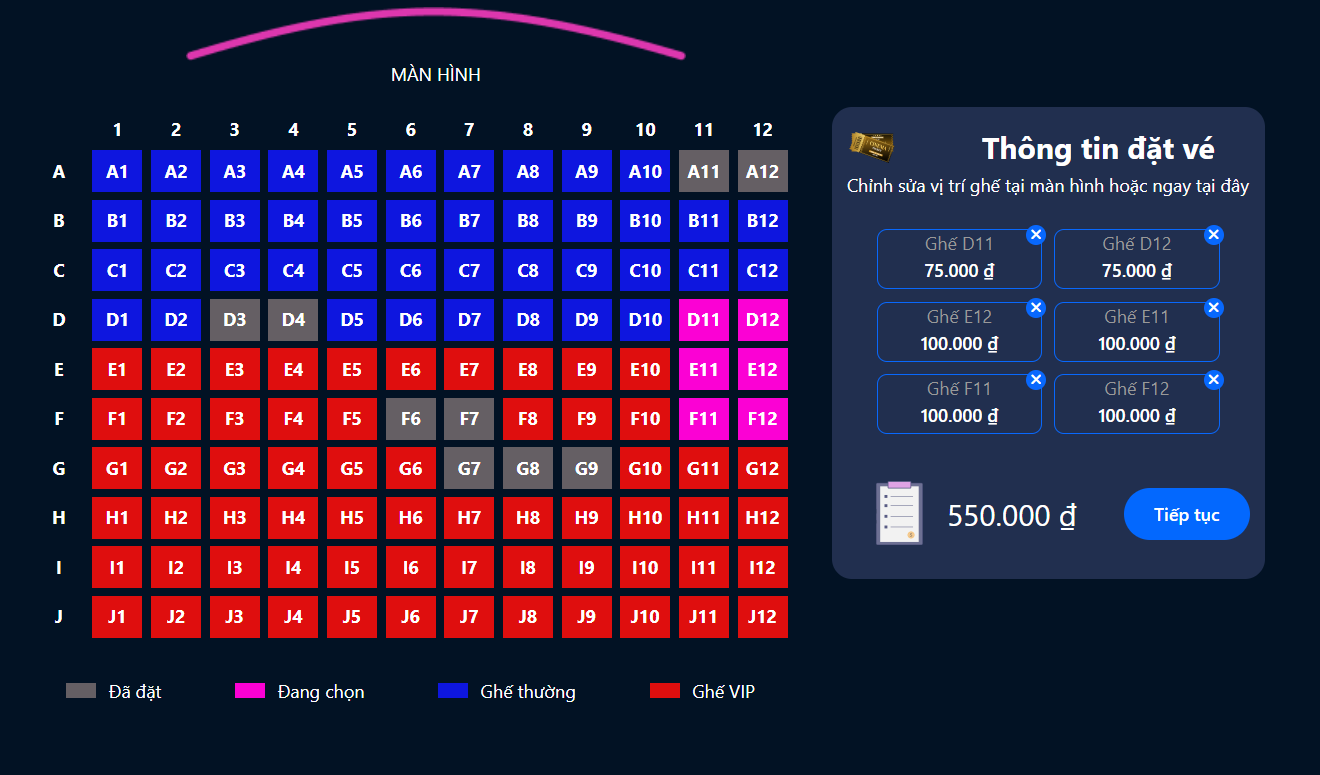 MÀN HÌNH
1 2 3 4 5 6 7 8 9 10 11 12
A A1 A2 A3 A4 A5 A6 A7 A8 A9 A10 A11 A12
B B1 B2 B3 B4 B5 B6 B7 B8 B9 B10 B11 B12
C C1 C2 C3 C4 C5 C6 C7 C8 C9 C10 C11 C12
D D1 D2 D3 D4 D5 D6 D7 D8 D9 D10 D11 D12
E E1 E2 E3 E4 E5 E6 E7 E8 E9 E10 E11 E12
F F1 F2 F3 F4 F5 F6 F7 F8 F9 F10 F11 F12
G G1 G2 G3 G4 G5 G6 G7 G8 G9 G10 G11 G12
H H1 H2 H3 H4 H5 H6 H7 H8 H9 H10 H11 H12
I I1 I2 I3 I4 I5 I6 I7 I8 I9 I10 I11 I12
J J1 J2 J3 J4 J5 J6 J7 J8 J9 J10 J11 J12
Đã đặt Đang chọn Ghế thường Ghế VIP
Thông tin đặt vé
Chỉnh sửa vị trí ghế tại màn hình hoặc ngay tại đây
Ghế D11 Ghế D12
75.000 ₫ 75.000 ₫
Ghế E12 Ghế E11
100.000 ₫ 100.000 ₫
Ghế F11 Ghế F12
100.000 ₫ 100.000 ₫
550.000 ₫ Tiếp tục